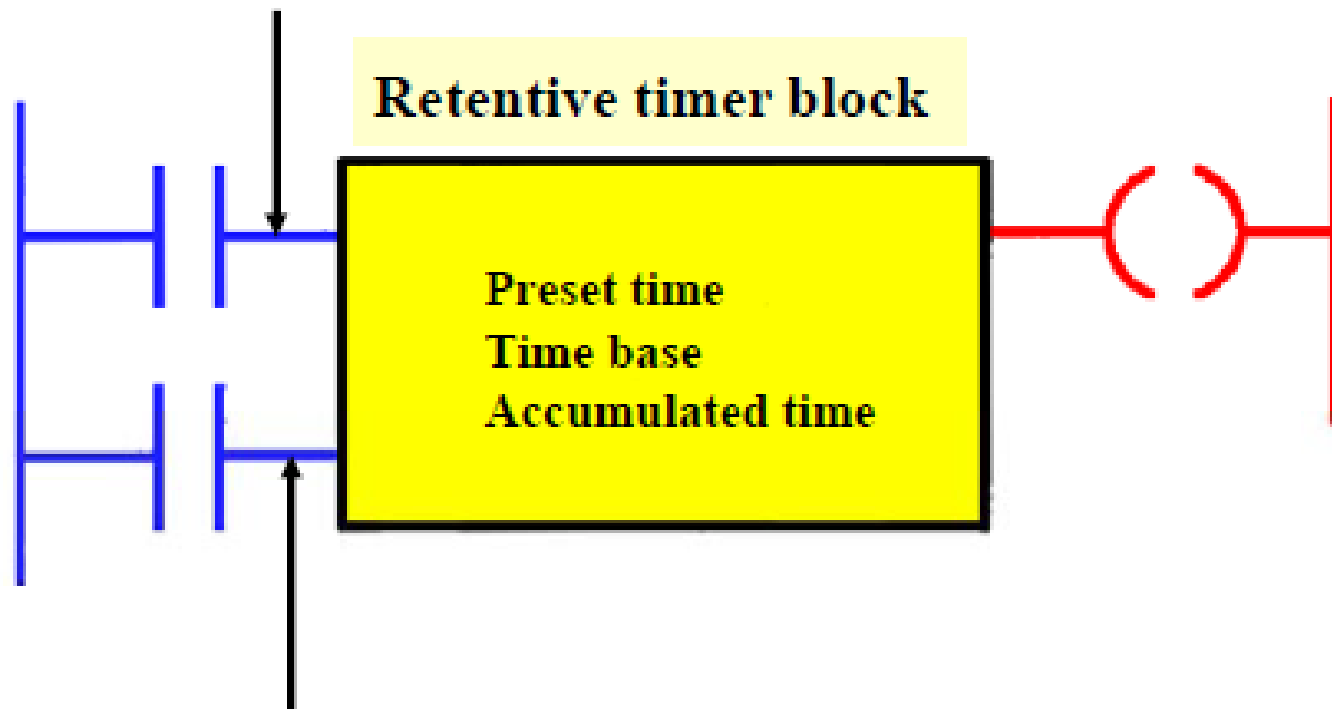 Retentive timer block
Preset time
Time base
Accumulated time